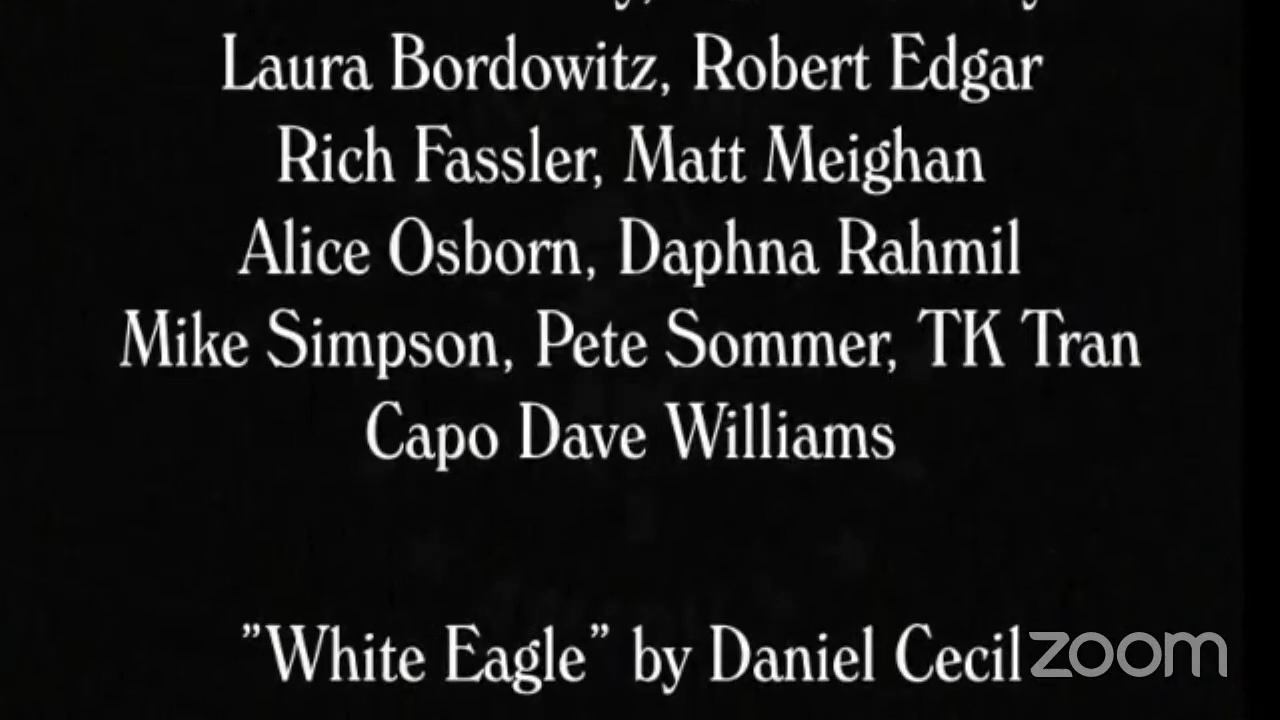 Laura Bordowitz, Robert Edgar
Rich Fassler, Matt Meighan
Alice Osborn, Daphna Rahmil
Mike Simpson, Pete Sommer, TK Tran
Capo Dave Williams
”White Eagle” by Daniel Cecil
zoom